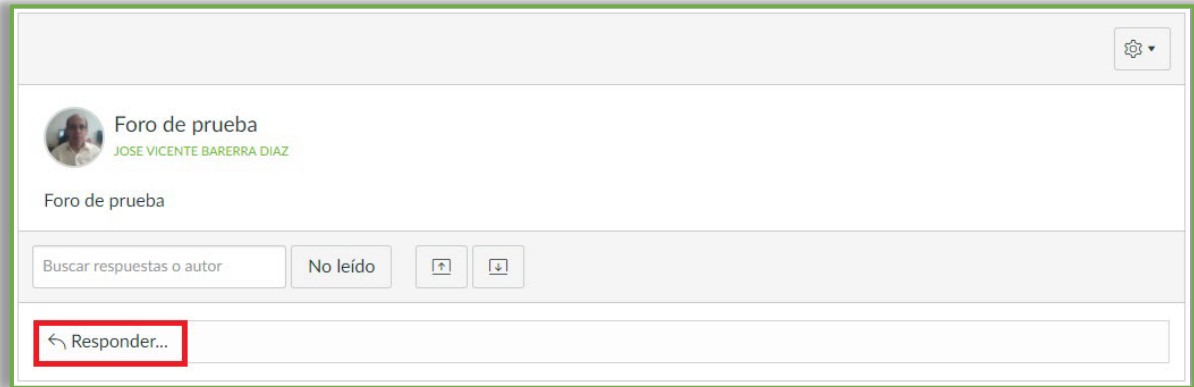 Foro de prueba
JOSE VICENTE BARERRA DIAZ
Foro de prueba
Buscar respuestas o autor No leído
Responder...